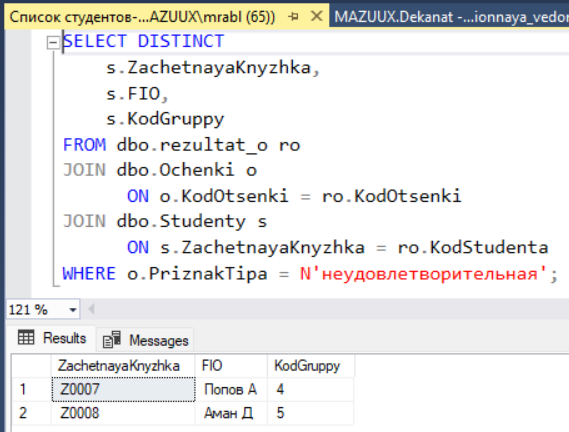 Список студентов-...AZUUX\mrabl (65)) MAZUUX.Dekanat -...ionnaya_vedor
SELECT DISTINCT
s.ZachetnayaKnyzhka,
s.FIO,
s.KodGruppy
FROM dbo.rezultat_o ro
JOIN dbo.Ochenki o
ON o.KodOtsenki = ro.KodOtsenki
JOIN dbo.Studenty s
ON s.ZachetnayaKnyzhka = ro.KodStudenta
WHERE o.PriznakTipa = N'неудовлетворительная';
121 %
Results Messages
ZachetnayaKnyzhka FIO KodGruppy
1 Z0007 Попов А 4
2 Z0008 Аман Д 5